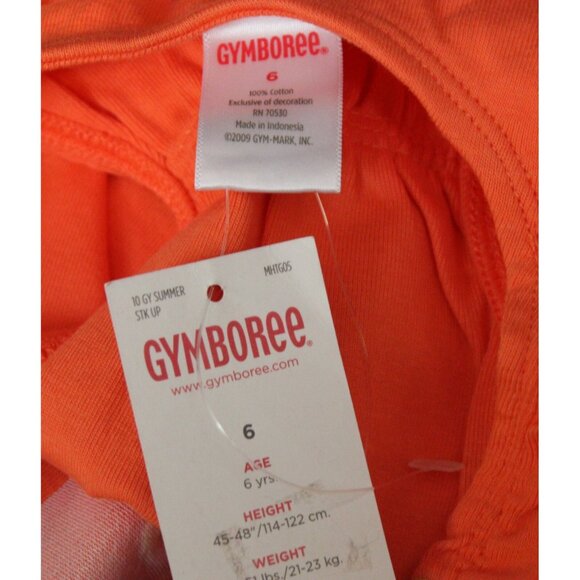 GYMBOREE®
6
100% Cotton
Exclusive of decoration
RN 70530
Made in Indonesia
©2009 GYM-MARK, INC.
10 GY SUMMER
STK UP
MHTG05
GYMBOREE®
www.gymboree.com
6
AGE
6 yrs.
HEIGHT
45-48"/114-122 cm.
WEIGHT
lbs./21-23 kg.